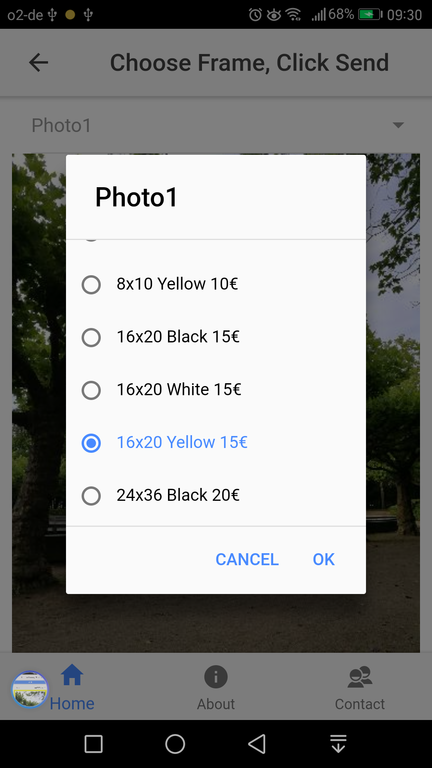 o2-de 68% 09:30
Choose Frame, Click Send
Photo1
Photo1
8x10 Yellow 10€
16x20 Black 15€
16x20 White 15€
16x20 Yellow 15€
24x36 Black 20€
CANCEL OK
Home About Contact